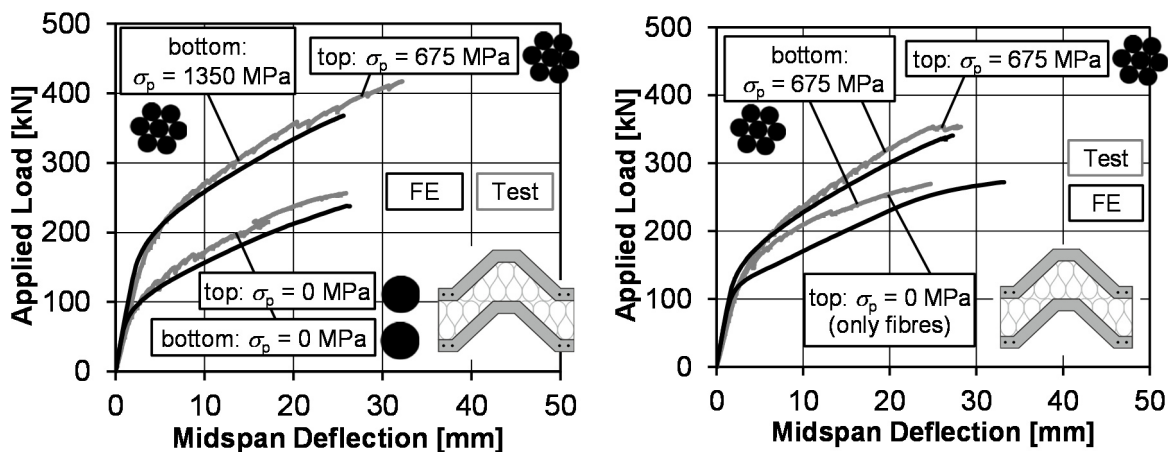 500
400
300
200
100
0
Applied Load [kN]
bottom:
σp = 1350 MPa
top: σp = 675 MPa
FE
Test
top: σp = 0 MPa
bottom: σp = 0 MPa
0 10 20 30 40 50
Midspan Deflection [mm]
500
400
300
200
100
0
Applied Load [kN]
bottom:
σp = 675 MPa
top: σp = 675 MPa
Test
FE
top: σp = 0 MPa
(only fibres)
0 10 20 30 40 50
Midspan Deflection [mm]